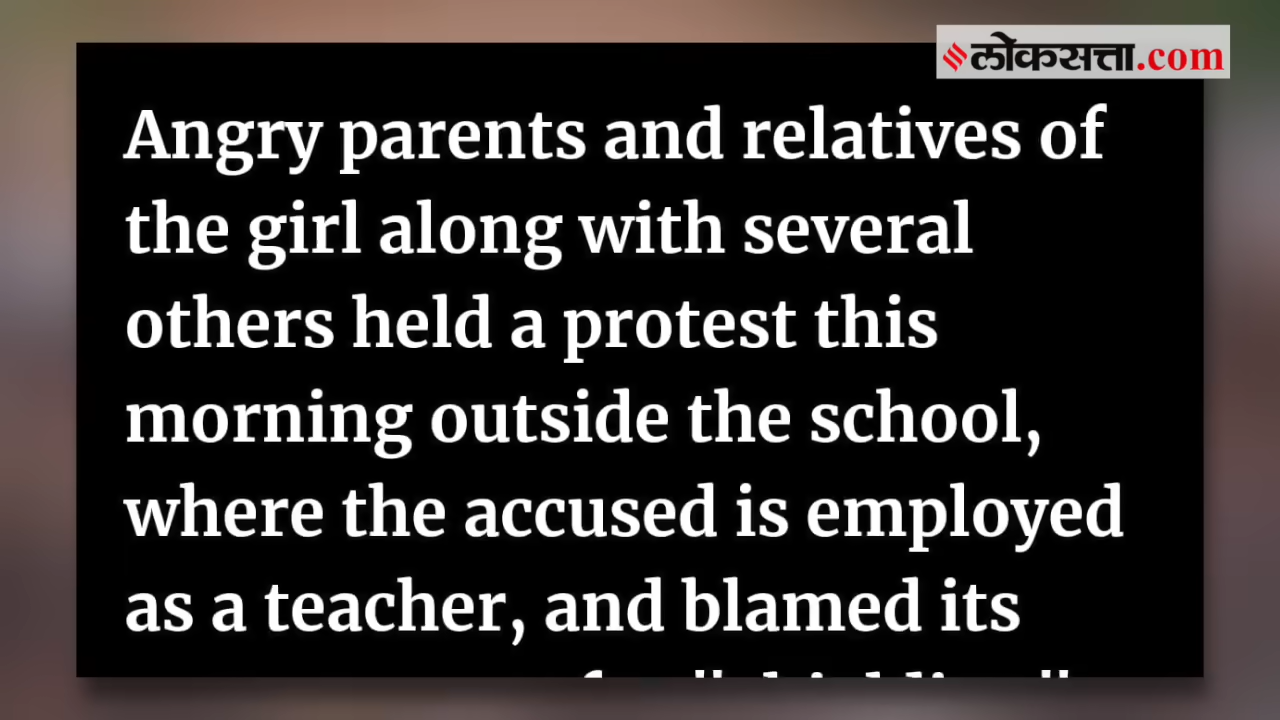 लोकसत्ता.com
Angry parents and relatives of
the girl along with several
others held a protest this
morning outside the school,
where the accused is employed
as a teacher, and blamed its